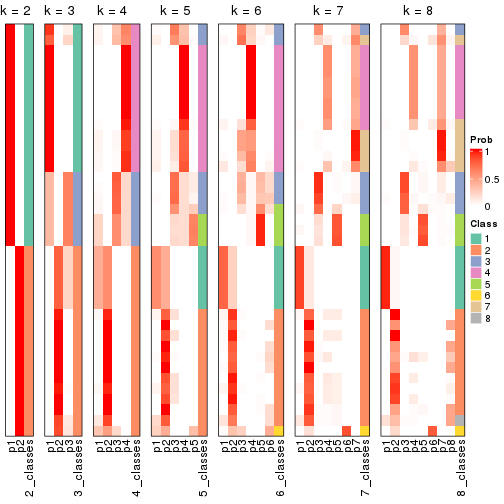 k = 2 k = 3 k = 4 k = 5 k = 6 k = 7 k = 8
Prob
1
0.5
0
Class
1
2
3
4
5
6
7
8
p1 p2 2_classes
p1 p2 p3 3_classes
p1 p2 p3 p4 4_classes
p1 p2 p3 p4 p5 5_classes
p1 p2 p3 p4 p5 p6 6_classes
p1 p2 p3 p4 p5 p6 p7 7_classes
p1 p2 p3 p4 p5 p6 p7 p8 8_classes